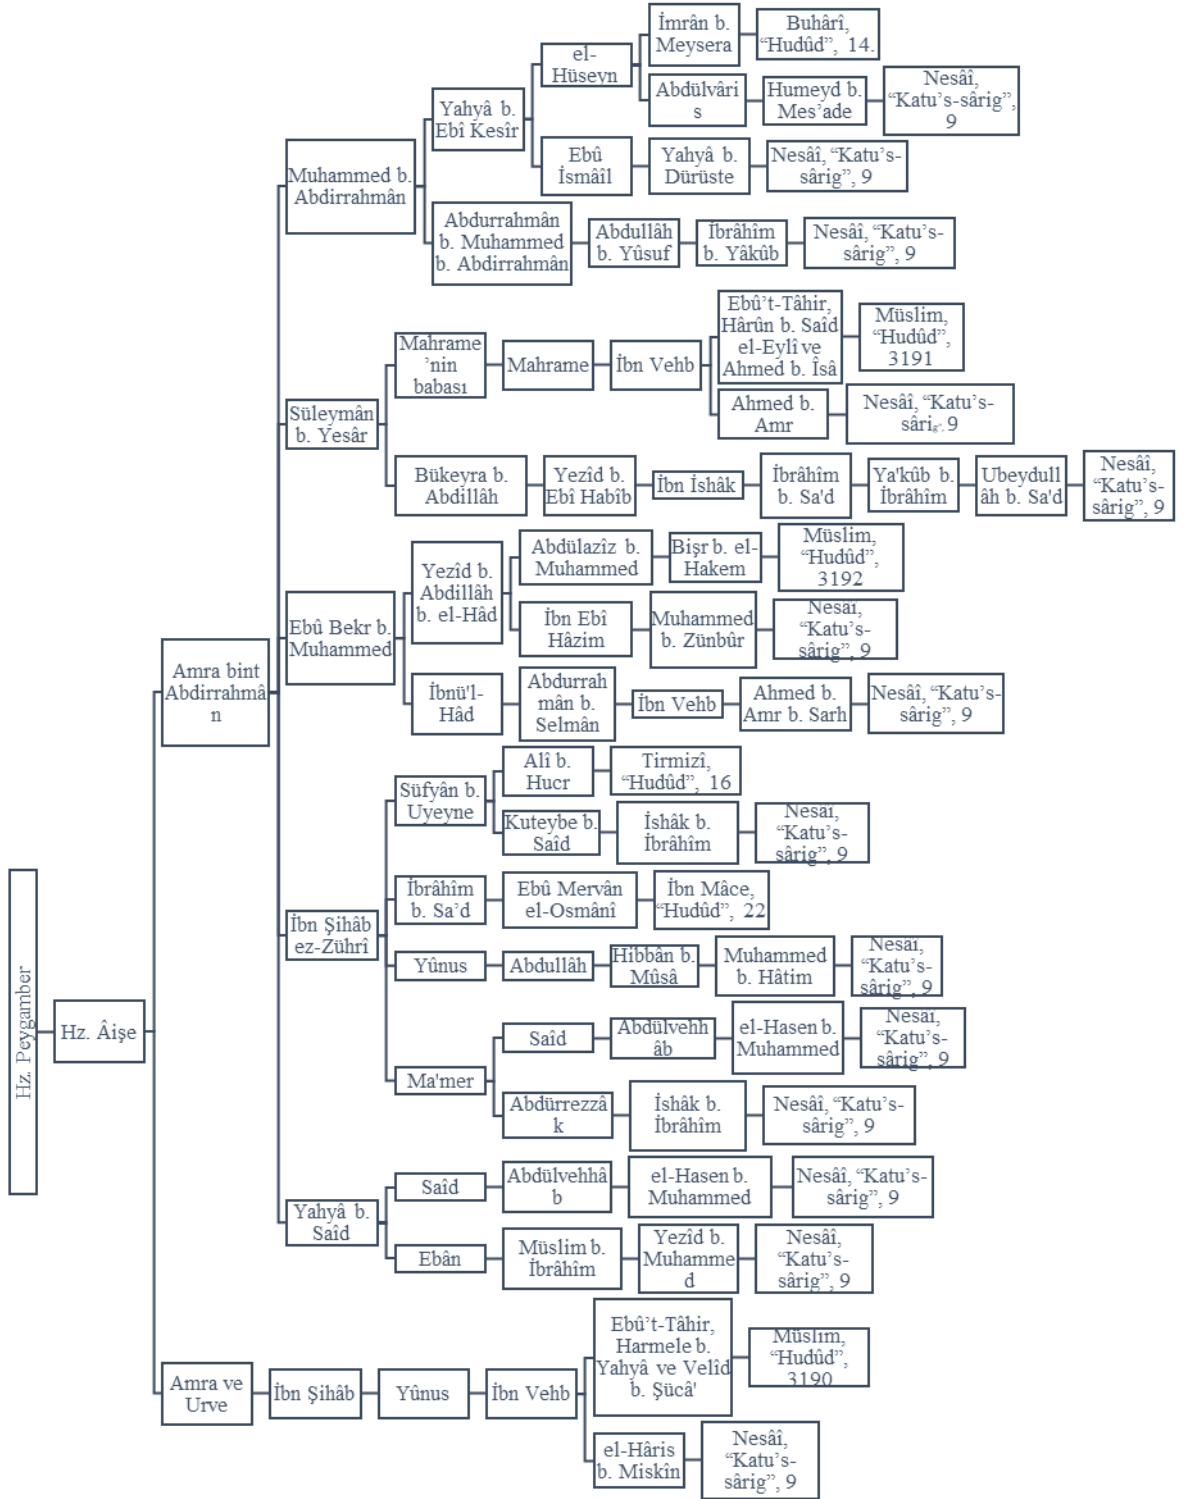 Hz. Peygamber
Hz. Âişe
Amra bint
Abdirrahmâ
n
Muhammed b.
Abdirrahmân
Yahyâ b.
Ebî Kesîr
el-
Hüseyn
İmrân b.
Meysera
Buhârî,
“Hudûd”, 14.
Abdülvâri
s
Humeyd b.
Mes’ade
Nesâî,
“Katu’s-sârig”,
9
Ebû
İsmâîl
Yahyâ b.
Dürüste
Nesâî, “Katu’s-
sârig”, 9
Abdurrahmân
b. Muhammed
b. Abdirrahmân
Abdullâh
b. Yûsuf
İbrâhîm
b. Yâkûb
Nesâî, “Katu’s-
sârig”, 9
Süleymân
b. Yesâr
Mahrame
’nin
babası
Mahrame
İbn Vehb
Ebû’t-Tâhir,
Hârûn b. Saîd
el-Eylî ve
Ahmed b. Îsâ
Müslim,
“Hudûd”,
3191
Ahmed b.
Amr
Nesâî, “Katu’s-
sârig”, 9
Bükeyra b.
Abdillâh
Yezîd b.
Ebî Habîb
İbn İshâk
İbrâhîm
b. Sa'd
Ya'kûb b.
İbrâhîm
Ubeydull
âh b. Sa'd
Nesâî,
“Katu’s-
sârig”, 9
Ebû Bekr b.
Muhammed
Yezîd b.
Abdillâh
b. el-Hâd
Abdülazîz b.
Muhammed
Bişr b. el-
Hakem
Müslim,
“Hudûd”,
3192
İbn Ebî
Hâzim
Muhammed
b. Zünbûr
Nesâî,
“Katu’s-
sârig”, 9
İbnü'l-
Hâd
Abdurrah
mân b.
Selmân
İbn Vehb
Ahmed b.
Amr b. Sarh
Nesâî, “Katu’s-
sârig”, 9
İbn Şihâb
ez-Zührî
Süfyân b.
Uyeyne
Alî b.
Hucr
Tirmizî,
“Hudûd”, 16
Kuteybe b.
Saîd
İshâk b.
İbrâhîm
Nesâî,
“Katu’s-
sârig”, 9
İbrâhîm
b. Sa’d
Ebû Mervân
el-Osmânî
İbn Mâce,
“Hudûd”, 22
Yûnus
Abdullâh
Hibbân b.
Mûsâ
Muhammed
b. Hâtim
Nesâî,
“Katu’s-
sârig”, 9
Ma'mer
Saîd
Abdülvehh
âb
el-Hasen b.
Muhammed
Nesâî,
“Katu’s-
sârig”, 9
Abdürrezzâ
k
İshâk b.
İbrâhîm
Nesâî, “Katu’s-
sârig”, 9
Yahyâ b.
Saîd
Saîd
Abdülvehhâ
b
el-Hasen b.
Muhammed
Nesâî, “Katu’s-
sârig”, 9
Ebân
Müslim b.
İbrâhîm
Yezîd b.
Muhamme
d
Nesâî,
“Katu’s-
sârig”, 9
Amra ve
Urve
İbn Şihâb
Yûnus
İbn Vehb
Ebû’t-Tâhir,
Harmele b.
Yahyâ ve Velîd
b. Şücâ'
Müslim,
“Hudûd”,
3190
el-Hâris
b. Miskîn
Nesâî,
“Katu’s-
sârig”, 9